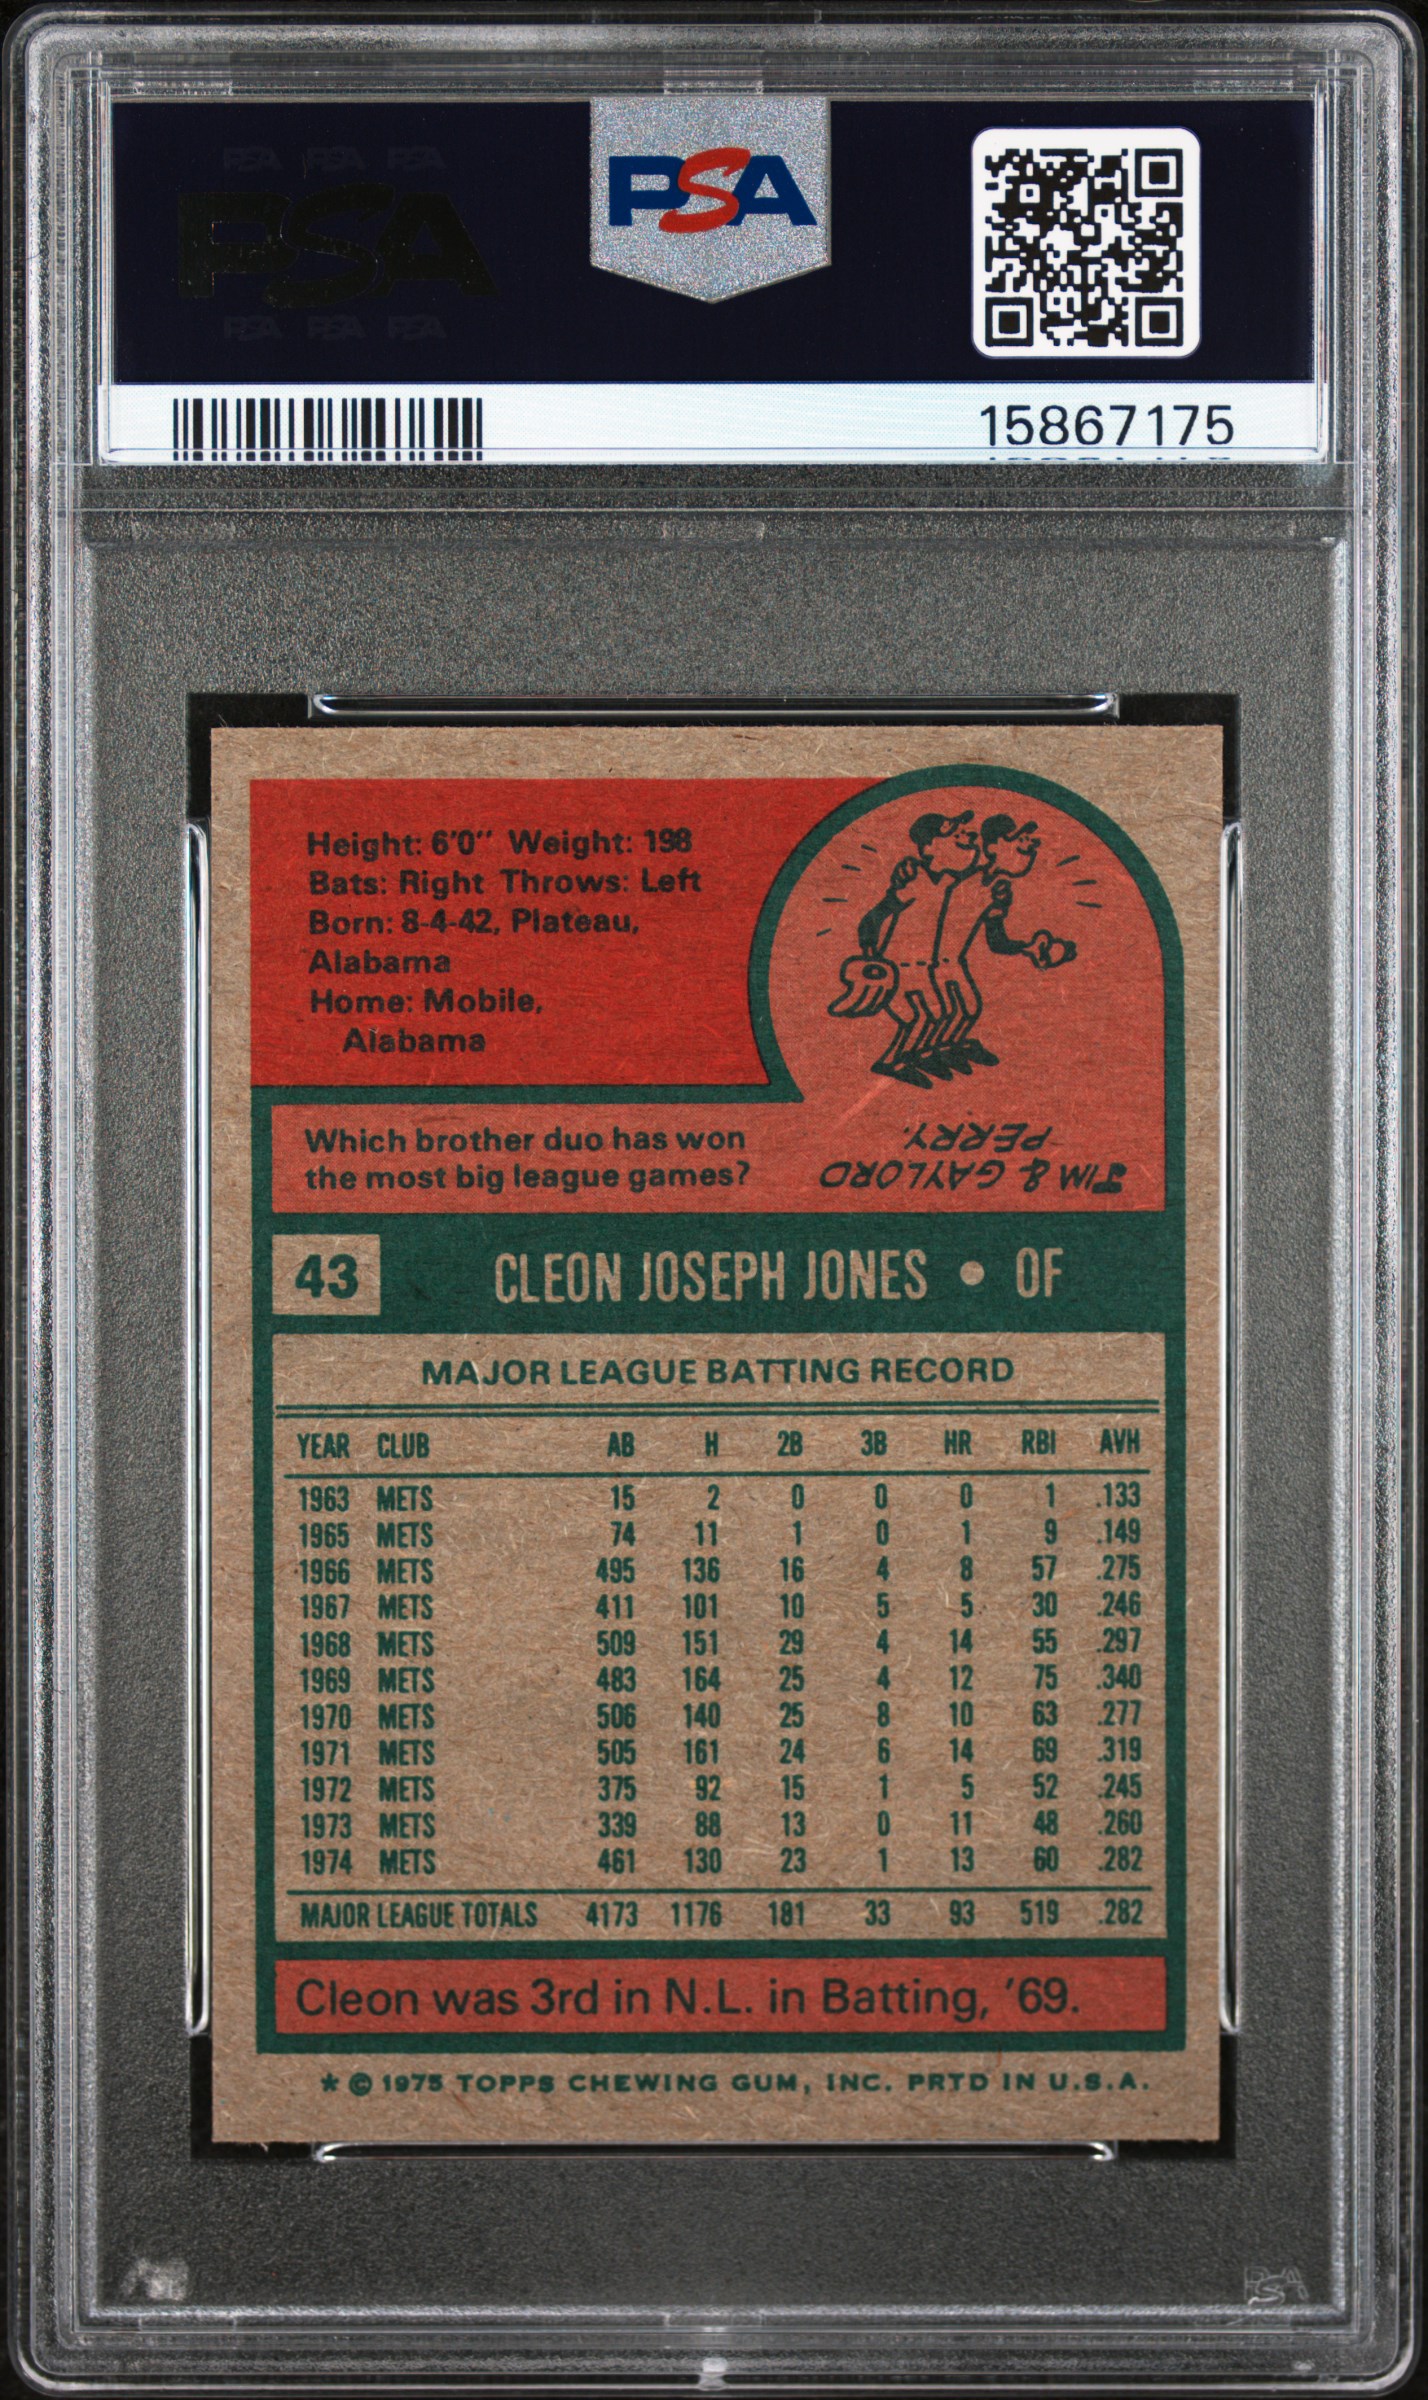 PSA PSA PSA
PSA
PSA PSA PSA
PSA
15867175
Height: 6'0" Weight: 198
Bats: Right Throws: Left
Born: 8-4-42, Plateau,
Alabama
Home: Mobile,
Alabama
Which brother duo has won
the most big league games?
JIM & GAYLORD
PERRY.
43 CLEON JOSEPH JONES • OF
MAJOR LEAGUE BATTING RECORD
YEAR CLUB AB H 2B 3B HR RBI AVH
1963 METS 15 2 0 0 0 1 .133
1965 METS 74 11 1 0 1 9 .149
1966 METS 495 136 16 4 8 57 .275
1967 METS 411 101 10 5 5 30 .246
1968 METS 509 151 29 4 14 55 .297
1969 METS 483 164 25 4 12 75 .340
1970 METS 506 140 25 8 10 63 .277
1971 METS 505 161 24 6 14 69 .319
1972 METS 375 92 15 1 5 52 .245
1973 METS 339 88 13 0 11 48 .260
1974 METS 461 130 23 1 13 60 .282
MAJOR LEAGUE TOTALS 4173 1176 181 33 93 519 .282
Cleon was 3rd in N.L. in Batting, '69.
* © 1975 TOPPS CHEWING GUM, INC. PRTD IN U.S.A.
PSA